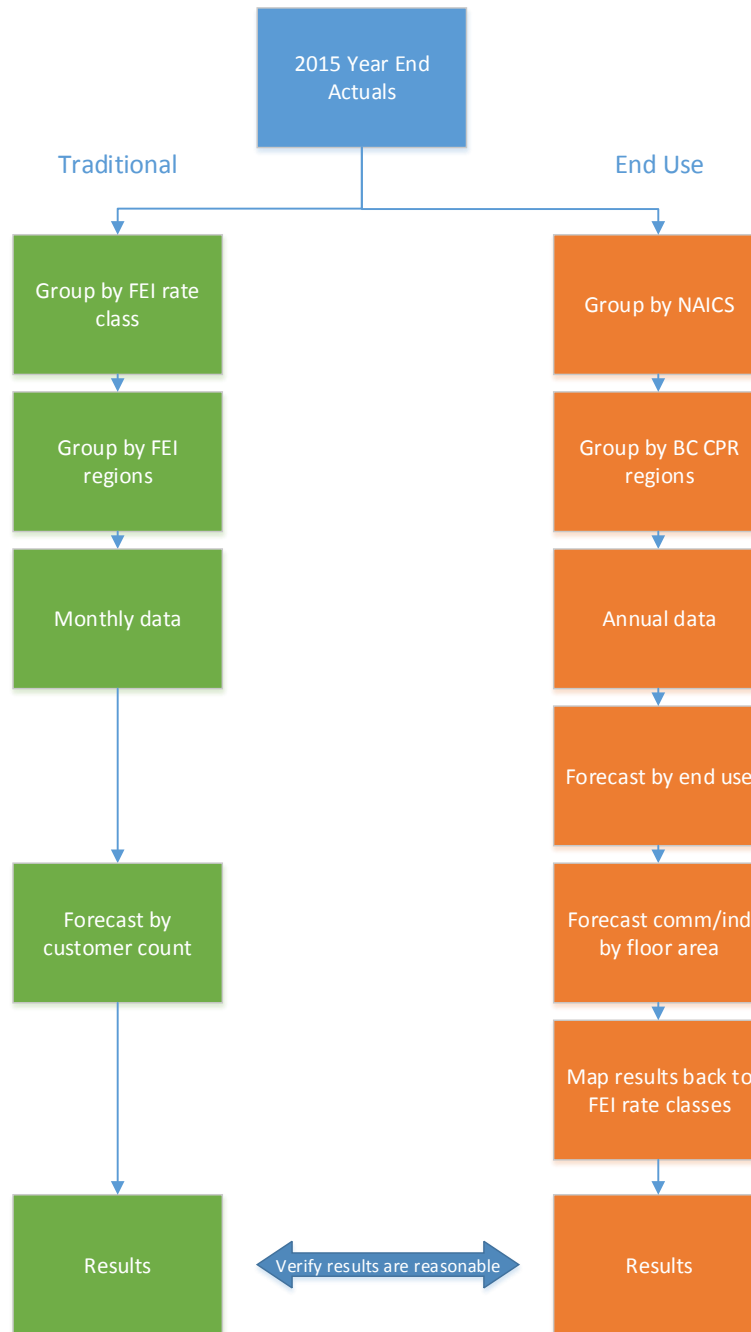 2015 Year End
Actuals
Traditional
End Use
Group by FEI rate
class
Group by NAICS
Group by FEI
regions
Group by BC CPR
regions
Monthly data
Annual data
Forecast by end use
Forecast by
customer count
Forecast comm/ind
by floor area
Map results back to
FEI rate classes
Results
Verify results are reasonable
Results